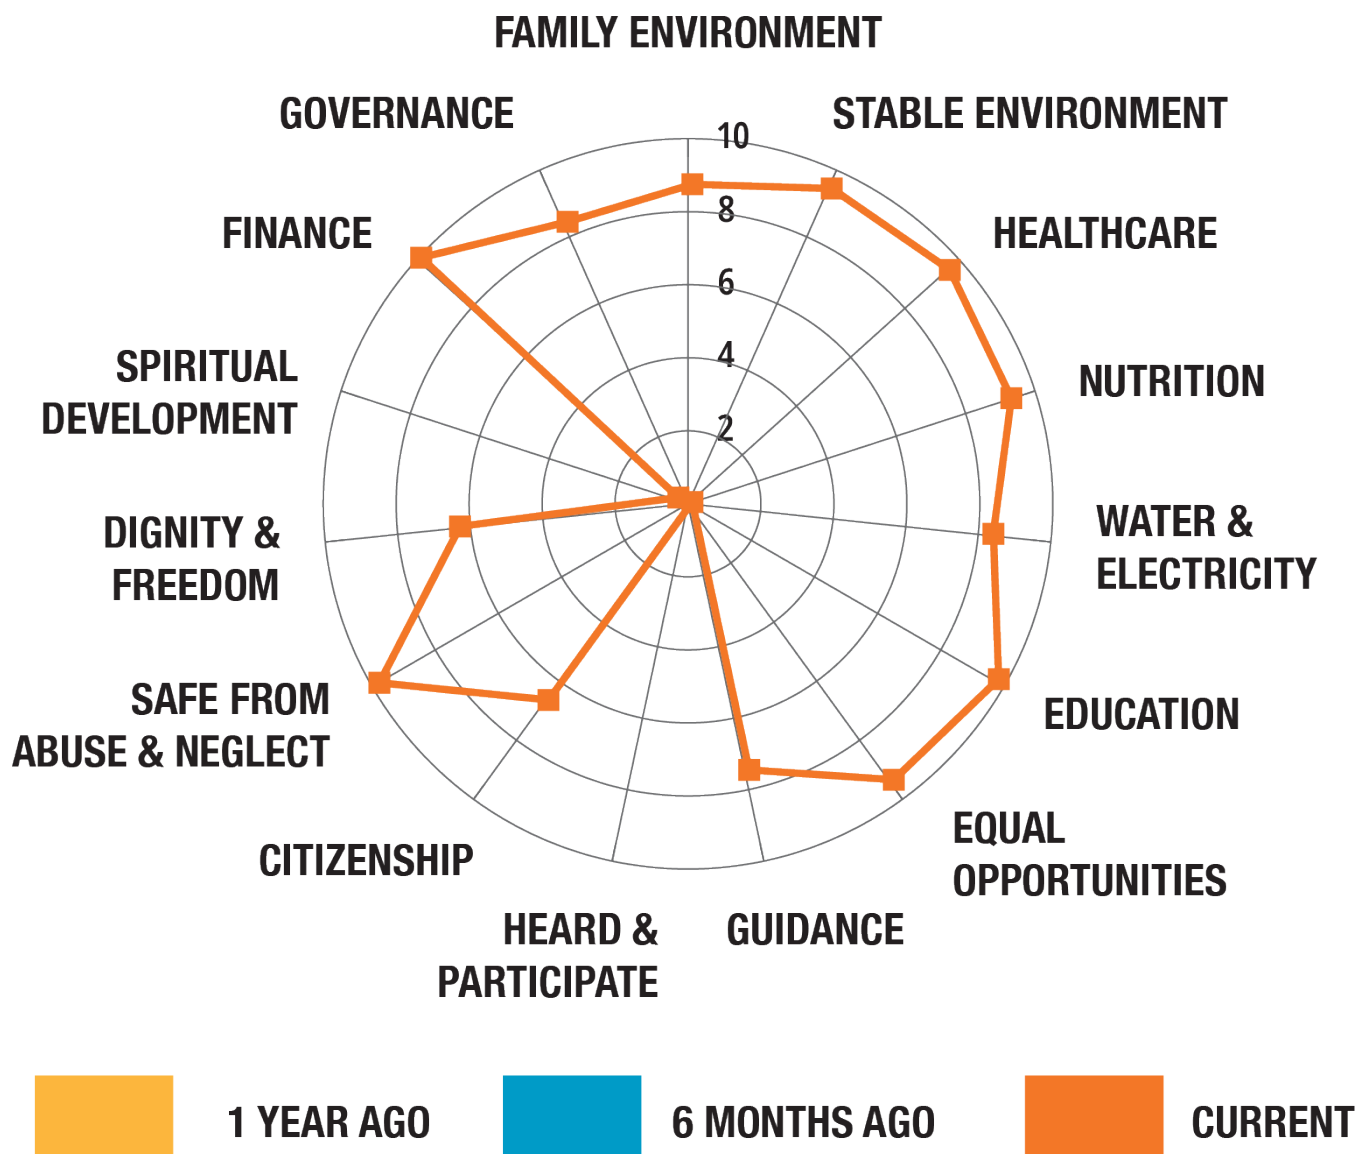 FAMILY ENVIRONMENT
GOVERNANCE
STABLE ENVIRONMENT
10
8
6
4
2
FINANCE
HEALTHCARE
SPIRITUAL
DEVELOPMENT
NUTRITION
DIGNITY &
FREEDOM
WATER &
ELECTRICITY
SAFE FROM
ABUSE & NEGLECT
EDUCATION
CITIZENSHIP
EQUAL
OPPORTUNITIES
HEARD &
PARTICIPATE
GUIDANCE
1 YEAR AGO
6 MONTHS AGO
CURRENT